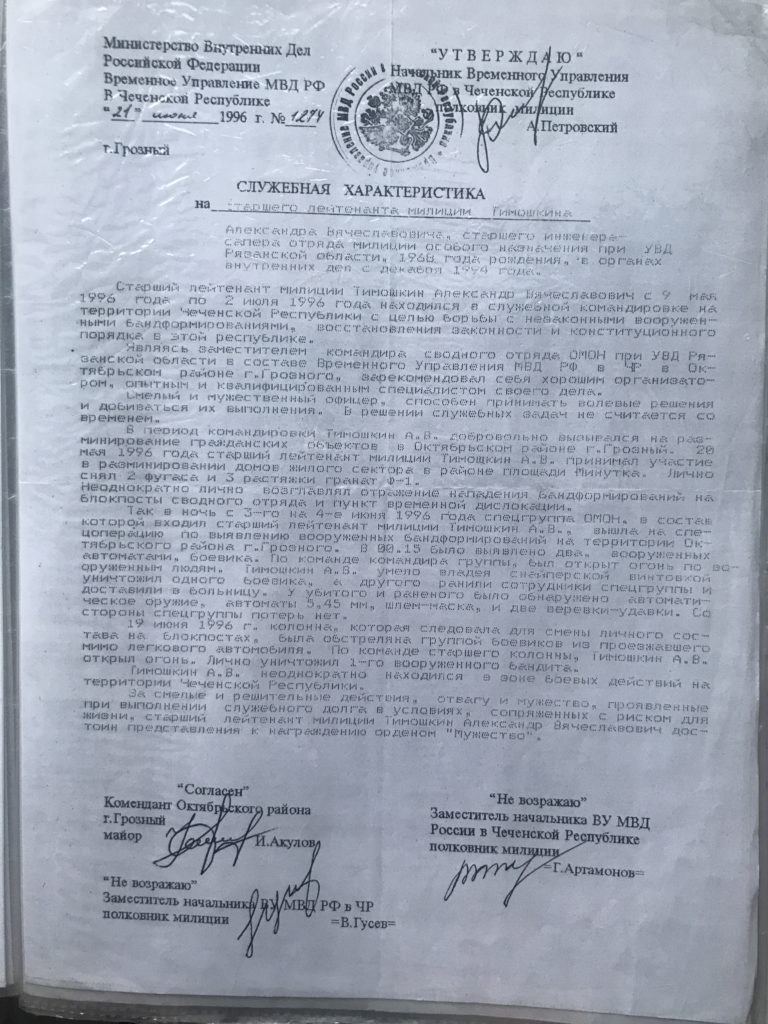 Министерство Внутренних Дел
Российской Федерации
Временное Управление МВД РФ
В Чеченской Республике
"21" июня 1996 г. № 1274
г.Грозный
"УТВЕРЖДАЮ"
Начальник Временного Управления
МВД РФ в Чеченской Республике
полковник милиции
А.Петровский
СЛУЖЕБНАЯ ХАРАКТЕРИСТИКА
на старшего лейтенанта милиции Тимошкина
Александра Вячеславовича, старшего инженера-
сапера отряда милиции особого назначения при УВД
Рязанской области, 1968 года рождения, в органах
внутренних дел с декабря 1994 года.
Старший лейтенант милиции Тимошкин Александр Вячеславович с 9 мая
1996 года по 2 июля 1996 года находился в служебной командировке на
территории Чеченской Республики с целью борьбы с незаконными вооружен-
ными бандформированиями, восстановления законности и конституционного
порядка в этой республике.
Являясь заместителем командира сводного отряда ОМОН при УВД Ря-
занской области в составе Временного Управления МВД РФ в ЧР в Ок-
тябрьском районе г.Грозного, зарекомендовал себя хорошим организато-
ром, опытным и квалифицированным специалистом своего дела.
Смелый и мужественный офицер, способен принимать волевые решения
и добиваться их выполнения. В решении служебных задач не считается со
временем.
В период командировки Тимошкин А.В. добровольно вызывался на раз-
минирование гражданских объектов в Октябрьском районе г.Грозный. 20
мая 1996 года старший лейтенант милиции Тимошкин А.В. принимал участие
в разминировании домов жилого сектора в районе площади Минутка. Лично
снял 2 фугаса и 3 растяжки гранат Ф-1.
Неоднократно лично возглавлял отражение нападения бандформирований на
блокпосты сводного отряда и пункт временной дислокации.
Так в ночь с 3-го на 4-е июня 1996 года спецгруппа ОМОН, в состав
которой входил старший лейтенант милиции Тимошкин А.В., вышла на спе-
цоперацию по выявлению вооруженных бандформирований на территории Ок-
тябрьского района г.Грозного. В 00.15 было выявлено два, вооруженных
автоматами, боевика. По команде командира группы, был открыт огонь по во-
оруженным людям. Тимошкин А.В. умело владея снайперской винтовкой
уничтожил одного боевика, а другого ранили сотрудники спецгруппы и
доставили в больницу. У убитого и раненого было обнаружено автомати-
ческое оружие, автоматы 5,45 мм, шлем-маска, и две веревки-удавки. Со
стороны спецгруппы потерь нет.
19 июня 1996 г. колонна, которая следовала для смены личного сос-
тава на блокпостах, была обстреляна группой боевиков из проезжавшего
мимо легкового автомобиля. По команде старшего колонны, Тимошкин А.В.
открыл огонь. Лично уничтожил 1-го вооруженного бандита.
Тимошкин А.В. неоднократно находился в зоне боевых действий на
территории Чеченской Республики.
За смелые и решительные действия, отвагу и мужество, проявленные
при выполнении служебного долга в условиях, сопряженных с риском для
жизни, старший лейтенант милиции Тимошкин Александр Вячеславович дос-
тоин представления к награждению орденом "Мужество".
"Согласен"
Комендант Октябрьского района
г.Грозный
майор И.Акулов
"Не возражаю"
Заместитель начальника ВУ МВД
России в Чеченской Республике
полковник милиции
=Г.Артамонов=
"Не возражаю"
Заместитель начальника ВУ МВД РФ в ЧР
полковник милиции =В.Гусев=